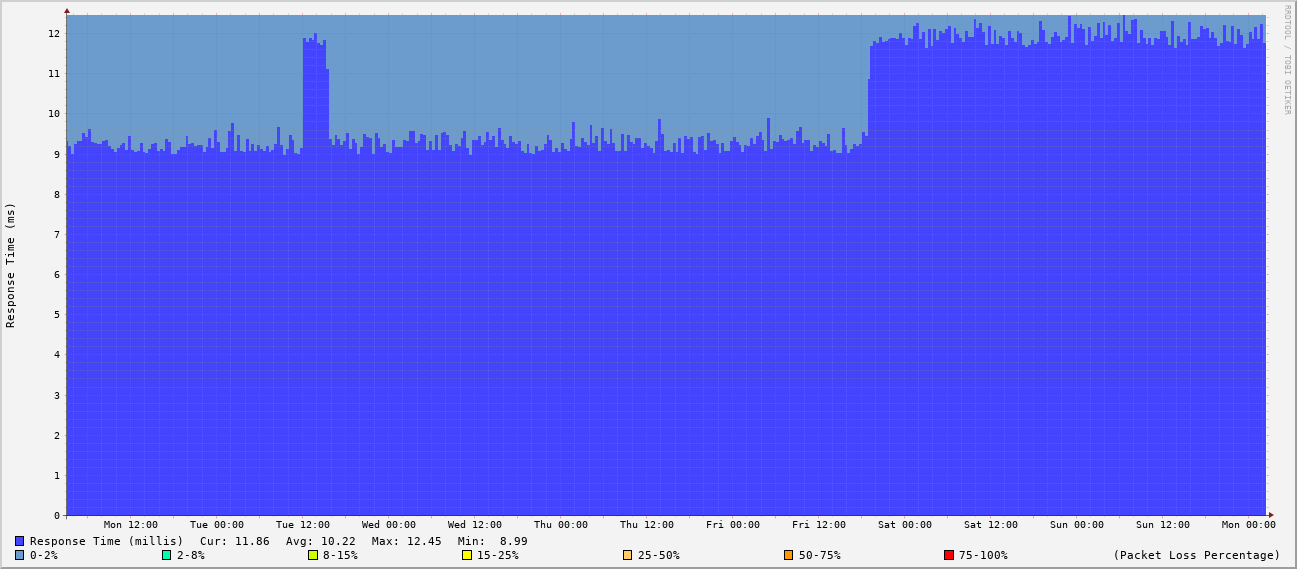 RRDTOOL / TOBI OETIKER
Response Time (ms)
12
11
10
9
8
7
6
5
4
3
2
1
0
Mon 12:00 Tue 00:00 Tue 12:00 Wed 00:00 Wed 12:00 Thu 00:00 Thu 12:00 Fri 00:00 Fri 12:00 Sat 00:00 Sat 12:00 Sun 00:00 Sun 12:00 Mon 00:00
Response Time (millis) Cur: 11.86 Avg: 10.22 Max: 12.45 Min: 8.99
0-2% 2-8% 8-15% 15-25% 25-50% 50-75% 75-100% (Packet Loss Percentage)